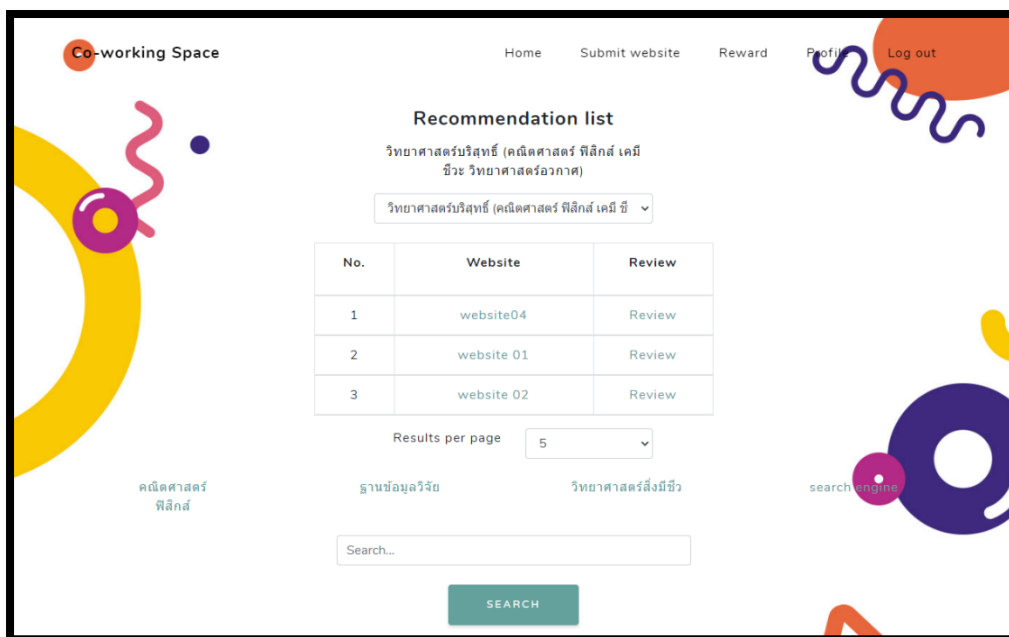 Co-working Space
Home Submit website Reward Profile Log out
Recommendation list
วิทยาศาสตร์บริสุทธิ์ (คณิตศาสตร์ ฟิสิกส์ เคมี
ชีวะ วิทยาศาสตร์อวกาศ)
วิทยาศาสตร์บริสุทธิ์ (คณิตศาสตร์ ฟิสิกส์ เคมี ชี
No. Website Review
1 website04 Review
2 website 01 Review
3 website 02 Review
Results per page 5
คณิตศาสตร์ ฐานข้อมูลวิจัย วิทยาศาสตร์สิ่งมีชีว search engine
ฟิสิกส์
Search...
SEARCH